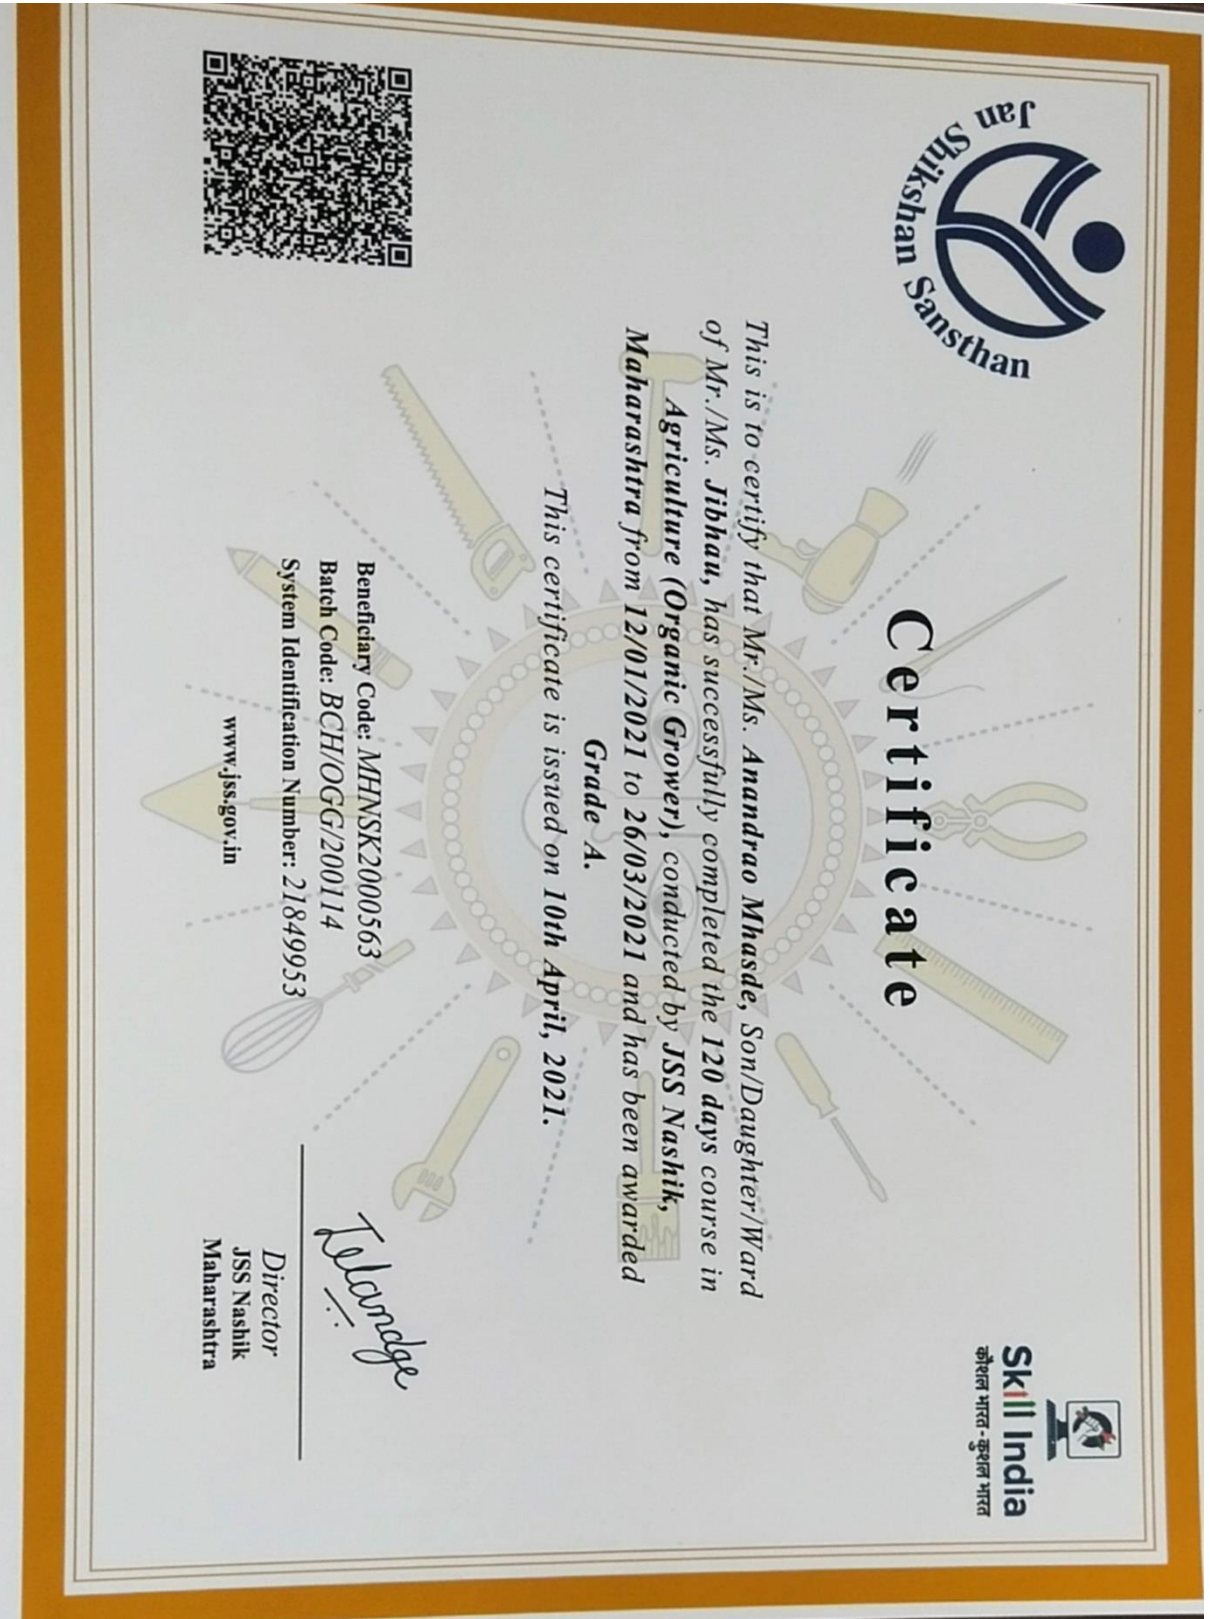 Jan Shikshan Sansthan
Skill India
कौशल भारत - कुशल भारत
Certificate
This is to certify that Mr./Ms. Anandrao Mhasde, Son/Daughter/Ward
of Mr./Ms. Jibhau, has successfully completed the 120 days course in
Agriculture (Organic Grower), conducted by JSS Nashik,
Maharashtra from 12/01/2021 to 26/03/2021 and has been awarded
Grade A.
This certificate is issued on 10th April, 2021.
Beneficiary Code: MHNSK2000563
Batch Code: BCH/OGG/200114
System Identification Number: 21849953
www.jss.gov.in
Director
JSS Nashik
Maharashtra